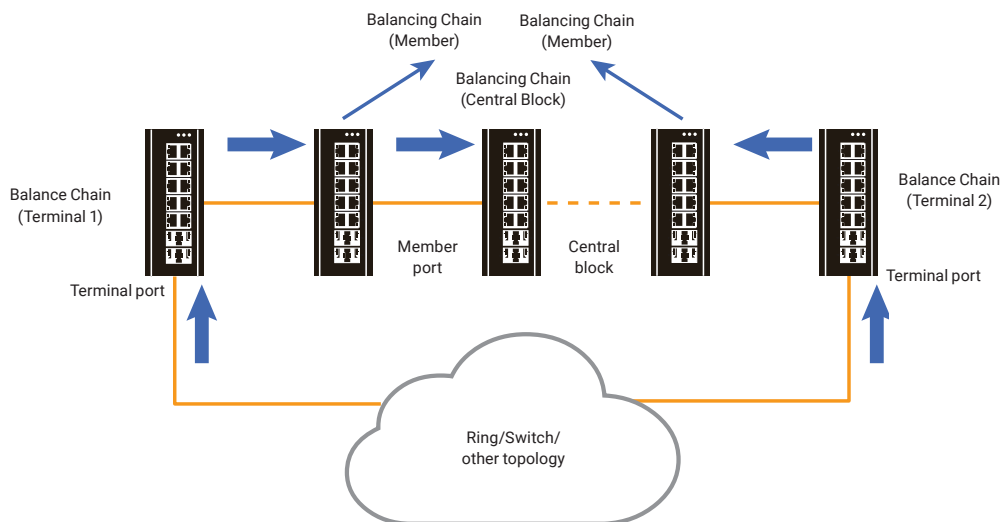 Balancing Chain
(Member)
Balancing Chain
(Member)
Balancing Chain
(Central Block)
Balance Chain
(Terminal 1)
Balance Chain
(Terminal 2)
Member
port
Central
block
Terminal port
Terminal port
Ring/Switch/
other topology